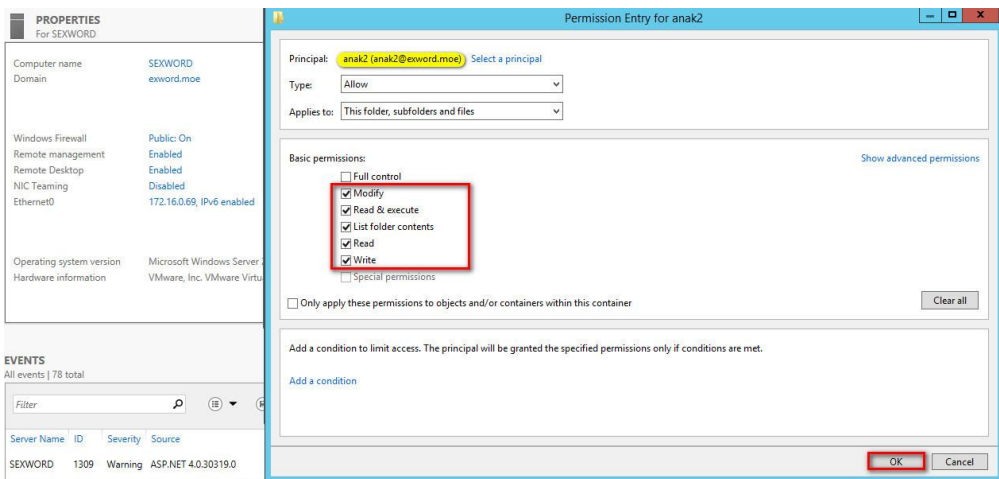 PROPERTIES
For SEXWORD
Computer name SEXWORD
Domain exword.moe
Windows Firewall Public: On
Remote management Enabled
Remote Desktop Enabled
NIC Teaming Disabled
Ethernet0 172.16.0.69, IPv6 enabled
Operating system version Microsoft Windows Server
Hardware information VMware, Inc. VMware Virtu
EVENTS
All events | 78 total
Filter
Server Name ID Severity Source
SEXWORD 1309 Warning ASP.NET 4.0.30319.0
Permission Entry for anak2
Principal: anak2 (anak2@exword.moe) Select a principal
Type: Allow
Applies to: This folder, subfolders and files
Basic permissions: Show advanced permissions
Full control
Modify
Read & execute
List folder contents
Read
Write
Special permissions
Only apply these permissions to objects and/or containers within this container
Clear all
Add a condition to limit access. The principal will be granted the specified permissions only if conditions are met.
Add a condition
OK Cancel